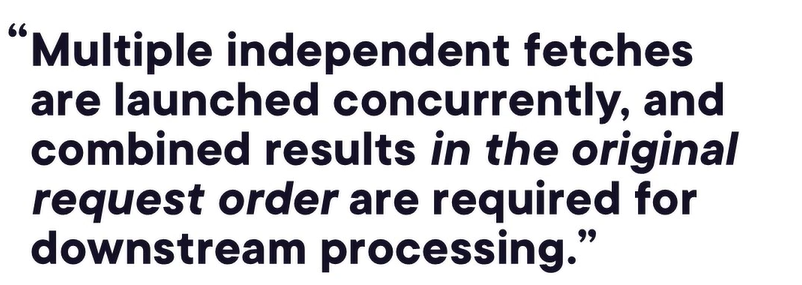 “Multiple independent fetches
are launched concurrently, and
combined results in the original
request order are required for
downstream processing.”